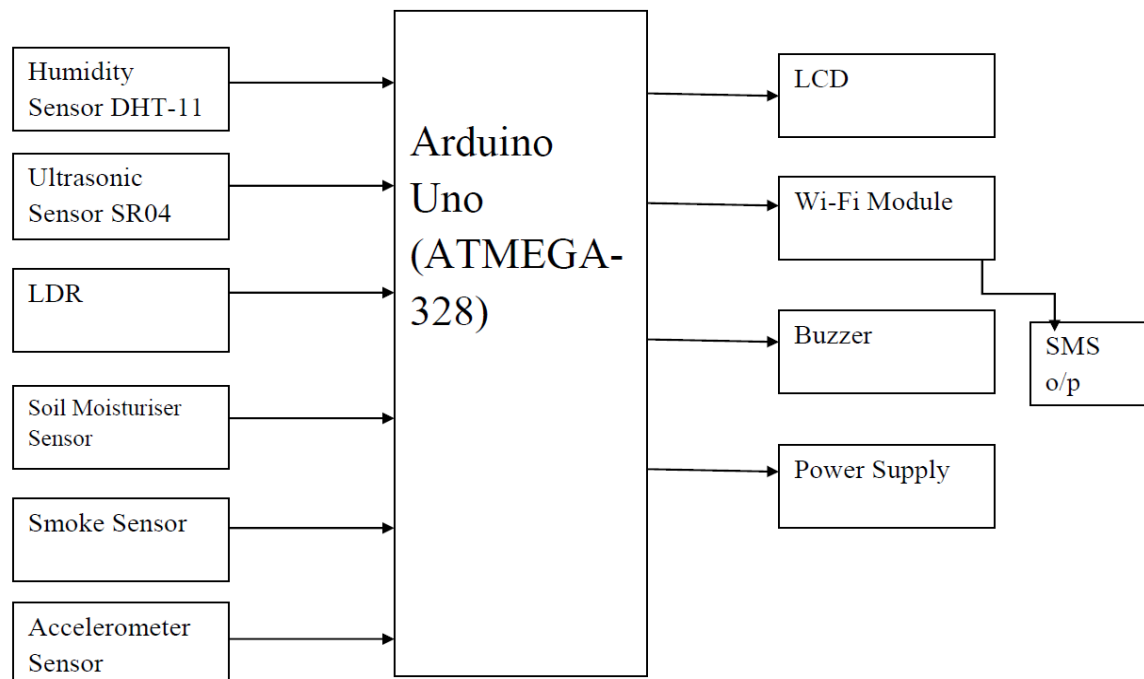 Humidity
Sensor DHT-11
Ultrasonic
Sensor SR04
LDR
Soil Moisturiser
Sensor
Smoke Sensor
Accelerometer
Sensor
Arduino
Uno
(ATMEGA-
328)
LCD
Wi-Fi Module
Buzzer
Power Supply
SMS
o/p